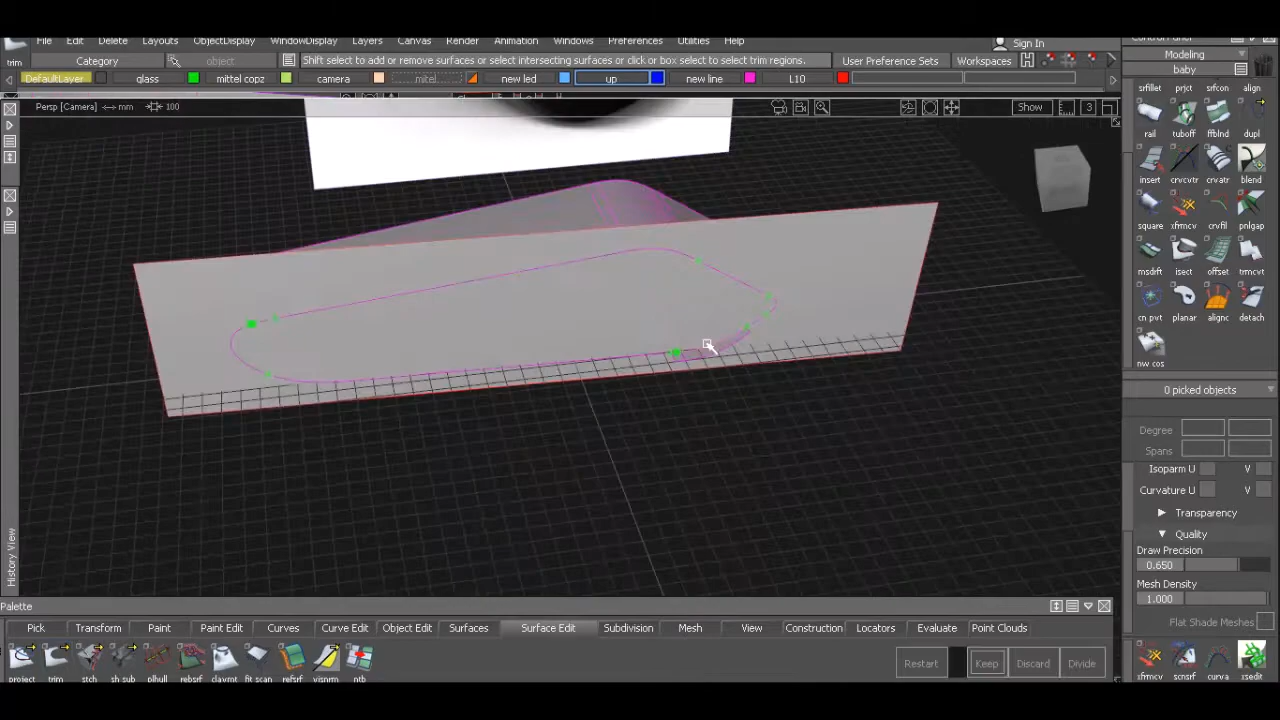 File Edit Delete Layouts ObjectDisplay WindowDisplay Layers Canvas Render Animation Windows Preferences Utilities Help
Sign In
trim Category object Shift select to add or remove surfaces or select intersecting surfaces or click or box select to select trim regions. User Preference Sets Workspaces
DefaultLayer glass mittel copz camera mitel new led up new line L10
Persp [Camera] mm 100 Show 3
Modeling
baby
srfillet prjct srfcon align
rail tuboff ffblnd dupl
insert crvcvtr crvatr blend
square xfrmcv crvfil pnlgap
msdrft isect offset trmcvt
cn pvt planar alignc detach
nw cos
0 picked objects
Degree
Spans
Isoparm U V
Curvature U V
Transparency
Quality
Draw Precision
0.650
Mesh Density
1.000
Flat Shade Meshes
History View
Palette
Pick Transform Paint Paint Edit Curves Curve Edit Object Edit Surfaces Surface Edit Subdivision Mesh View Construction Locators Evaluate Point Clouds
Restart Keep Discard Divide
project trim stch sh sub plhull rebsrf claymt fit scan refsrf visnrm ntb
xfrmcv scnsrf curva xsedit